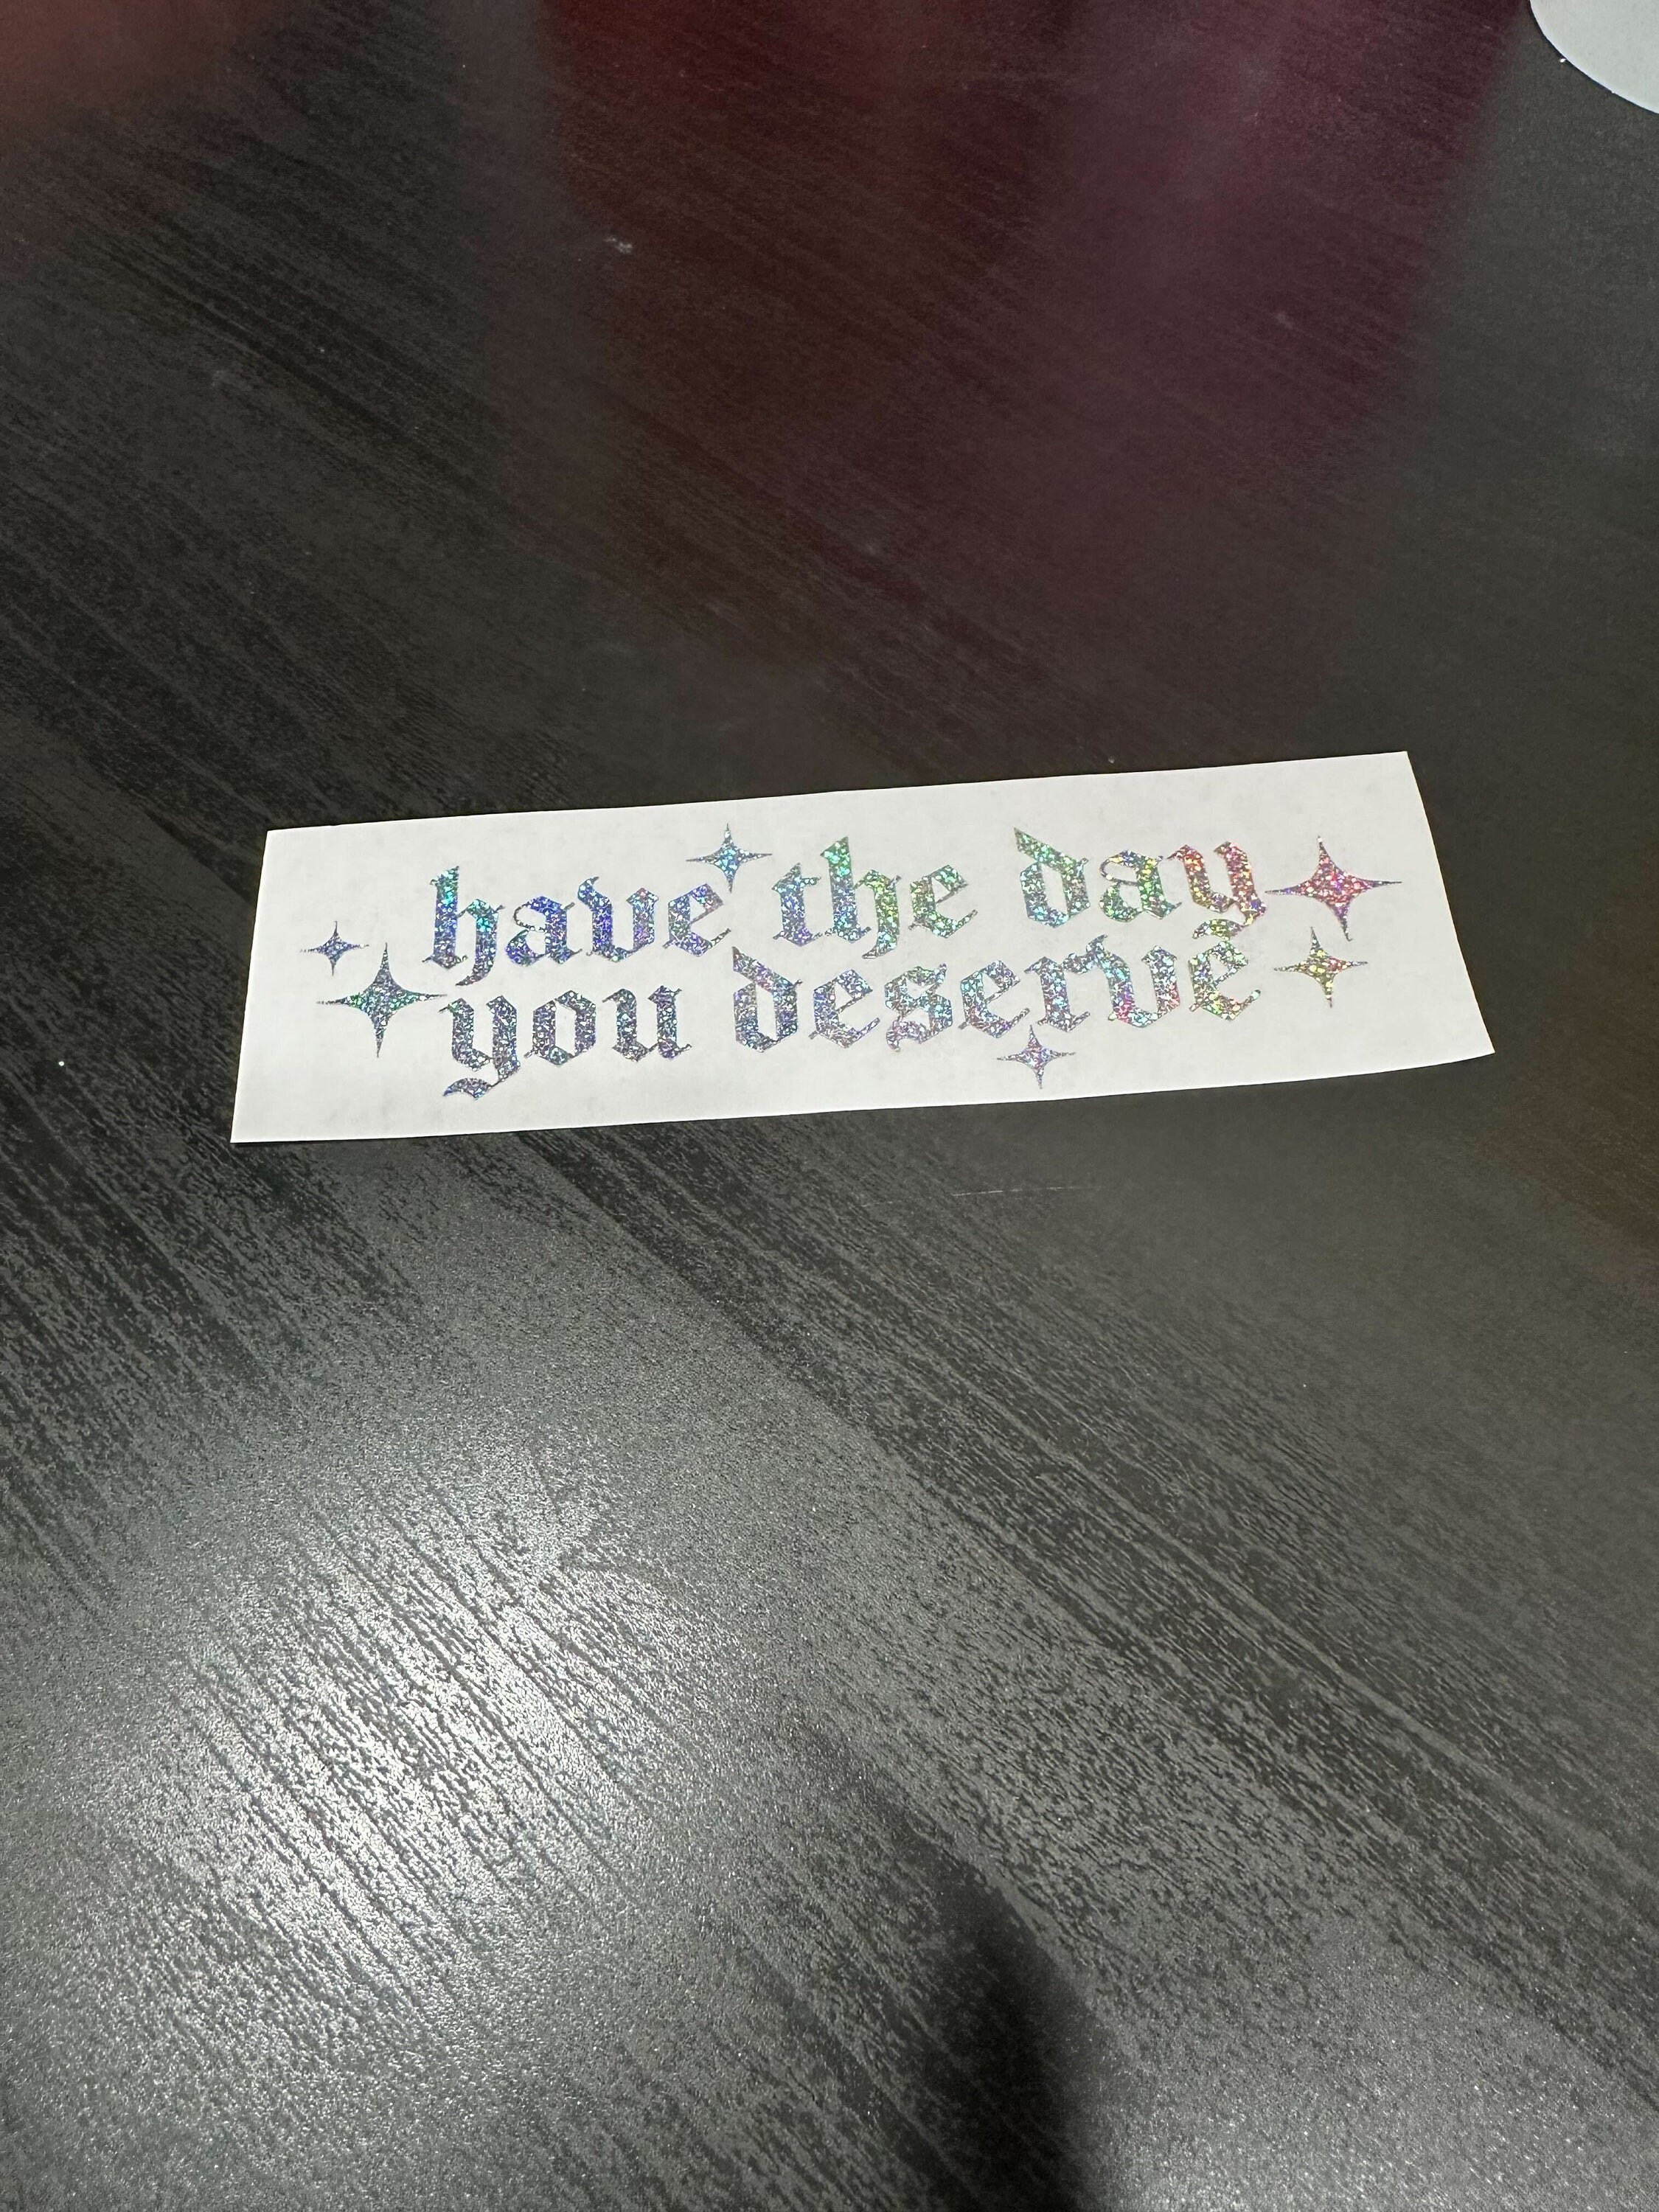 have the day
you deserve